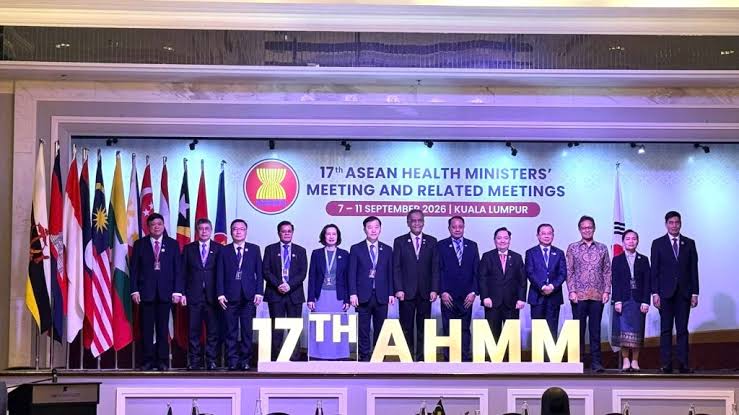 17th ASEAN HEALTH MINISTERS'
MEETING AND RELATED MEETINGS
7 – 11 SEPTEMBER 2026 | KUALA LUMPUR
17TH AHMM